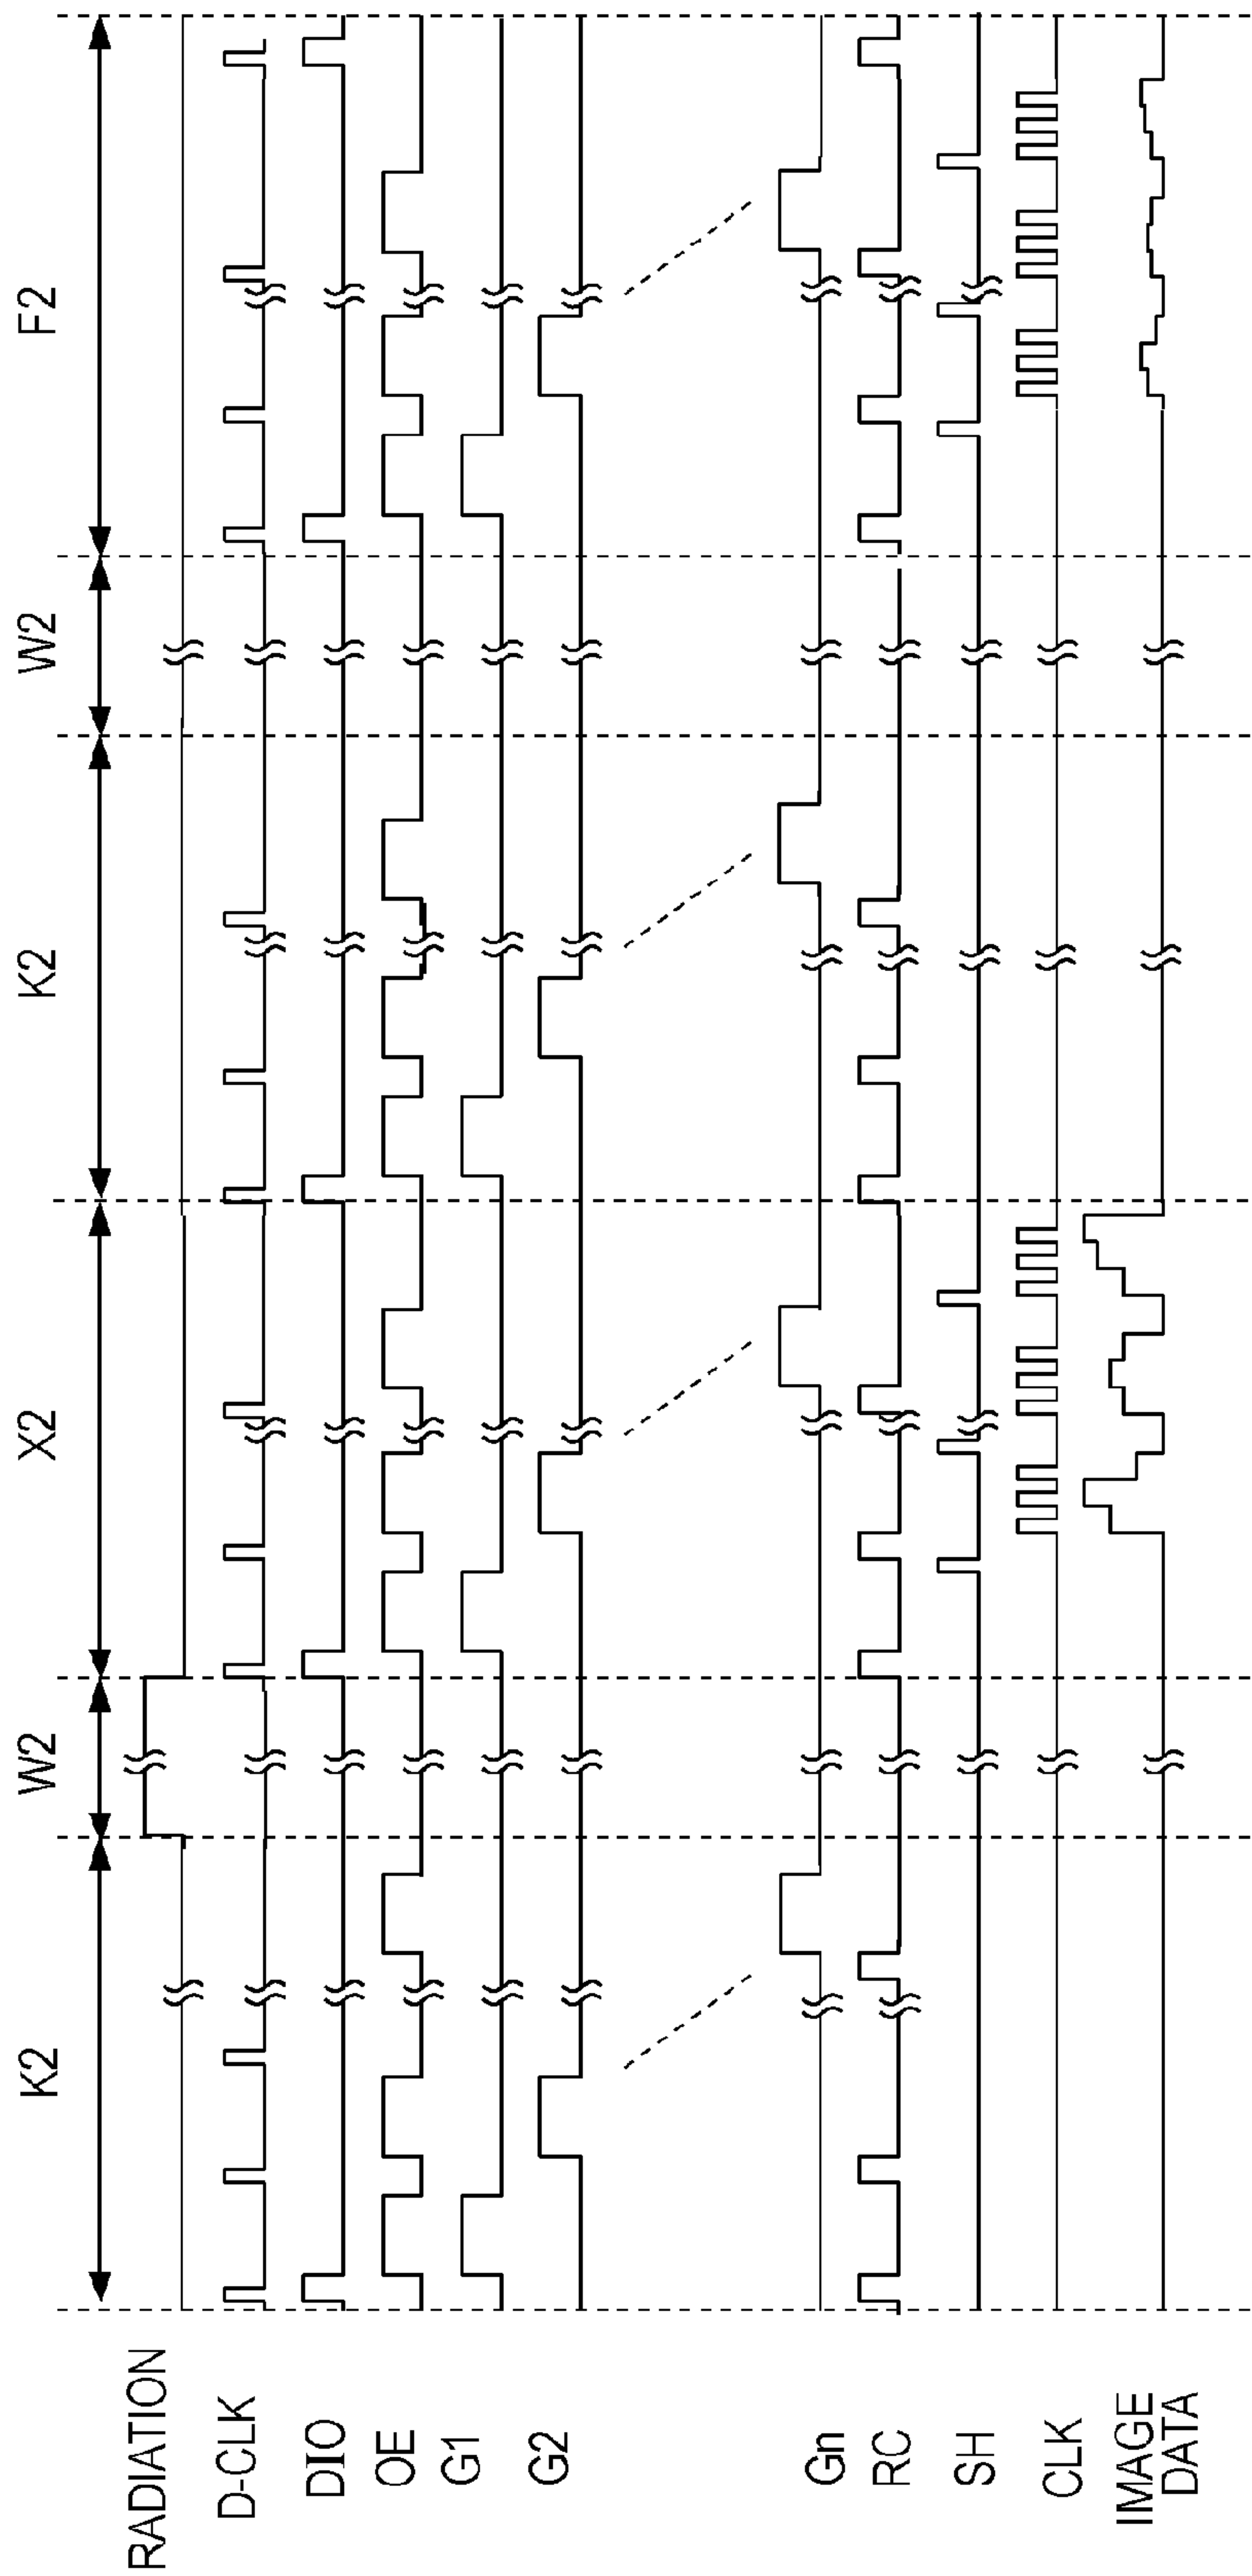 K2
W2
X2
K2
W2
F2
RADIATION
D-CLK
DIO
OE
G1
G2
Gn
RC
SH
CLK
IMAGE
DATA